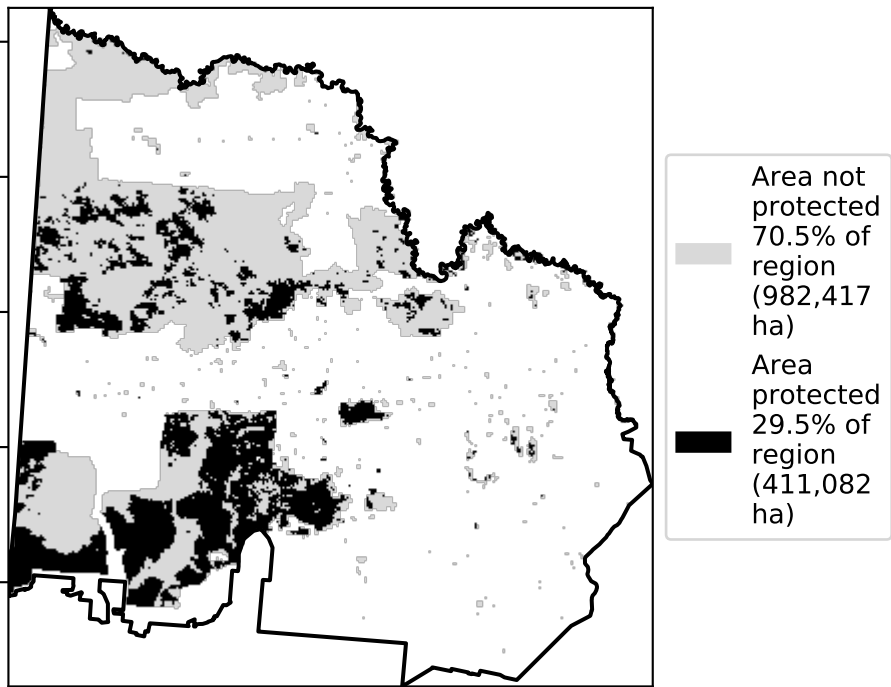 Area not
protected
70.5% of
region
(982,417
ha)
Area
protected
29.5% of
region
(411,082
ha)